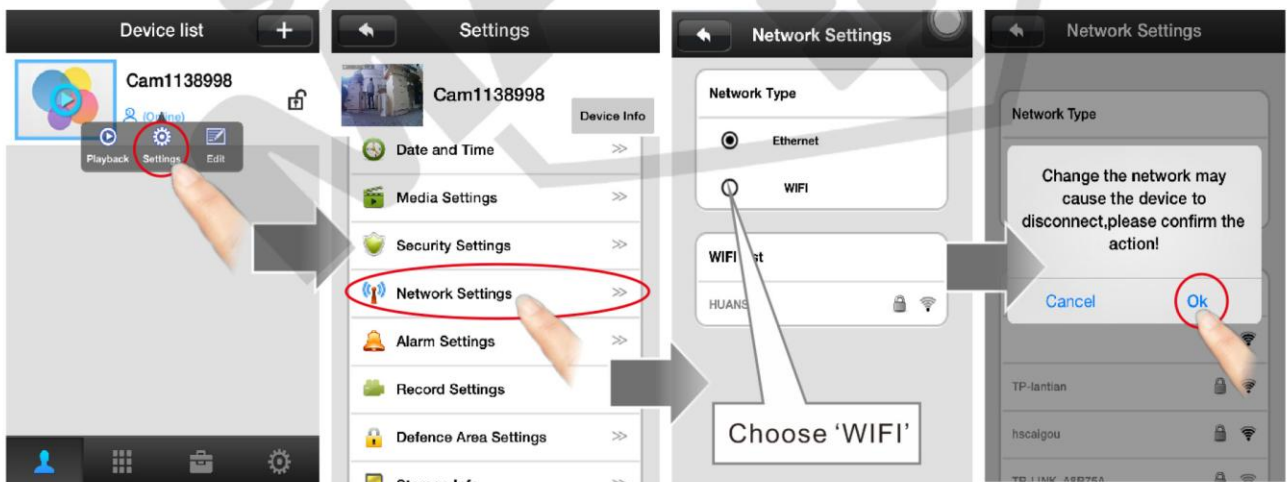 Device list
+
Cam1138998
(Online)
Playback
Settings
Edit
Settings
Cam1138998
Device Info
Date and Time
Media Settings
Security Settings
Network Settings
Alarm Settings
Record Settings
Defence Area Settings
Network Settings
Network Type
Ethernet
WIFI
WIFI
HUANS
Choose ‘WIFI’
Network Settings
Network Type
Change the network may
cause the device to
disconnect,please confirm the
action!
Cancel
Ok
TP-lantian
hscaigou